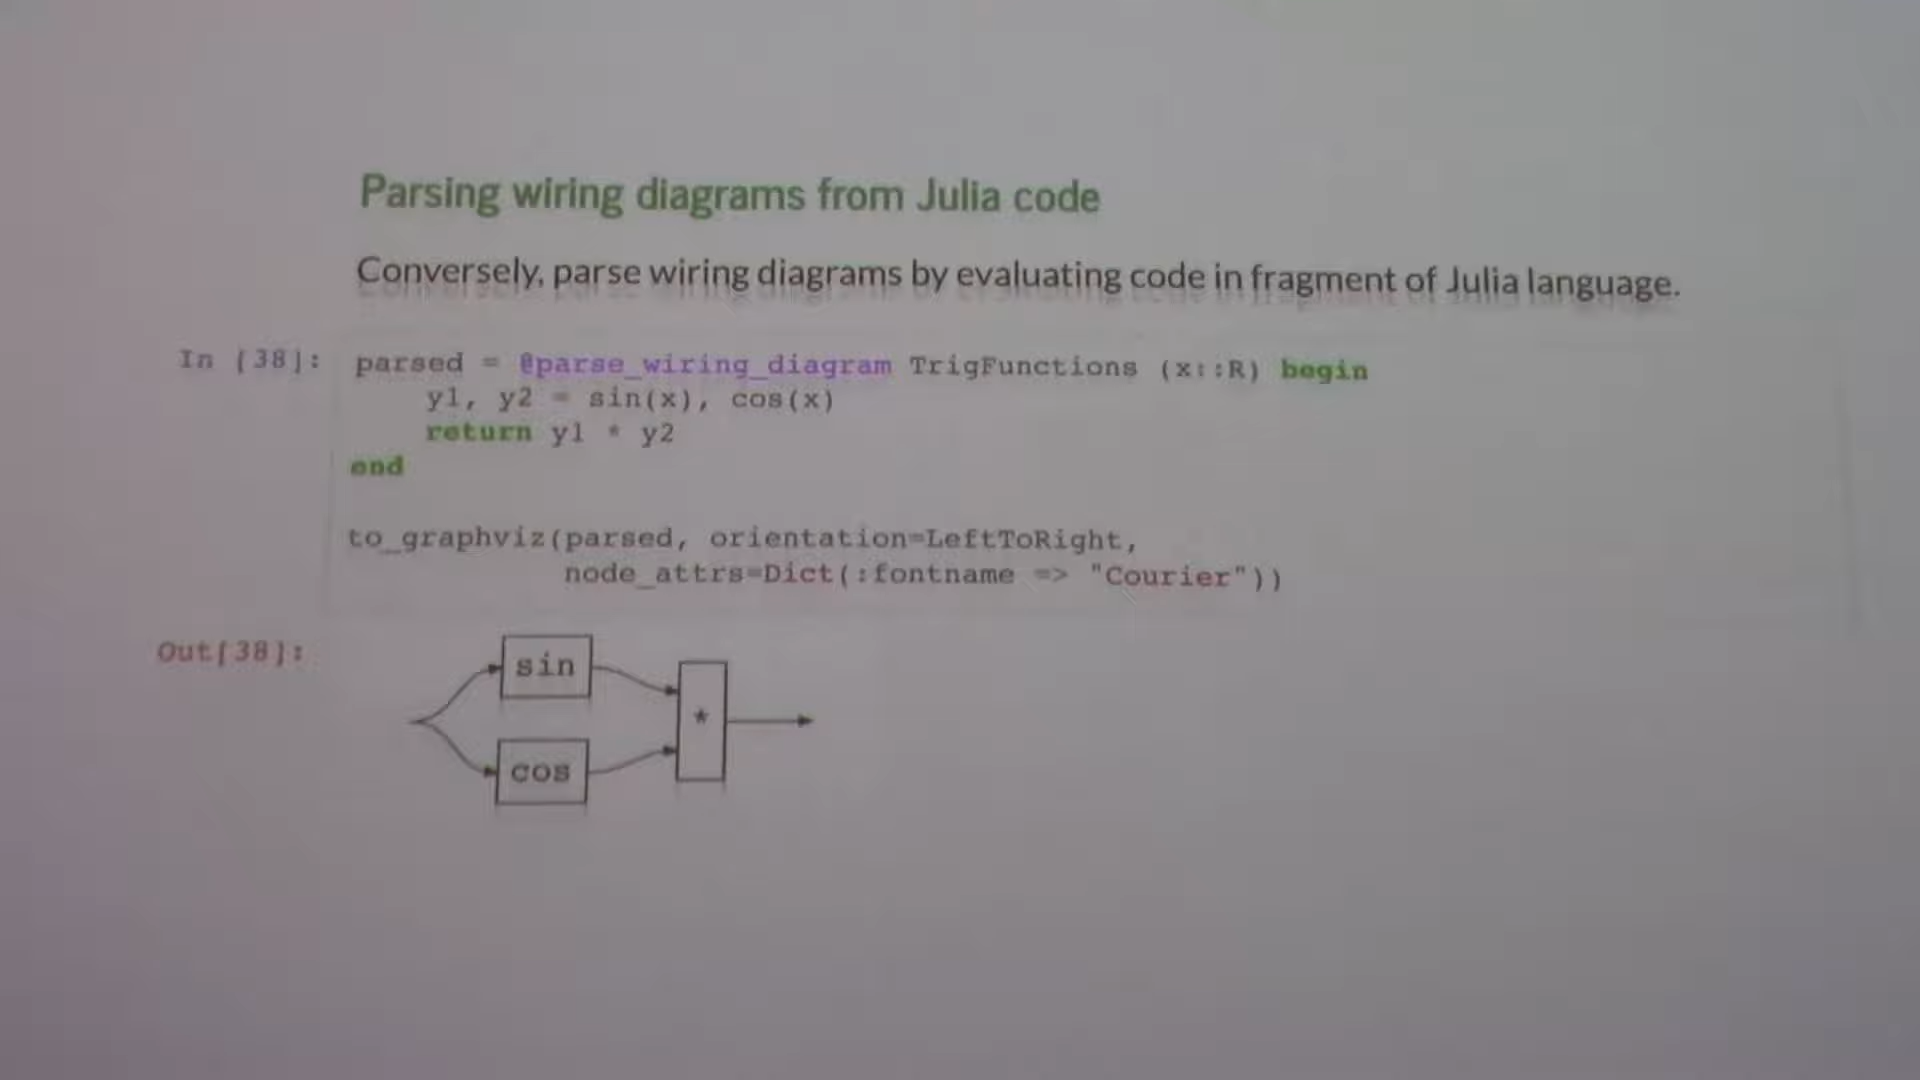 Parsing wiring diagrams from Julia code
Conversely, parse wiring diagrams by evaluating code in fragment of Julia language.
In [38]: parsed = @parse_wiring_diagram TrigFunctions (x::R) begin
y1, y2 = sin(x), cos(x)
return y1 * y2
end
to_graphviz(parsed, orientation=LeftToRight,
node_attrs=Dict(:fontname => "Courier"))
Out[38]:
sin
*
cos